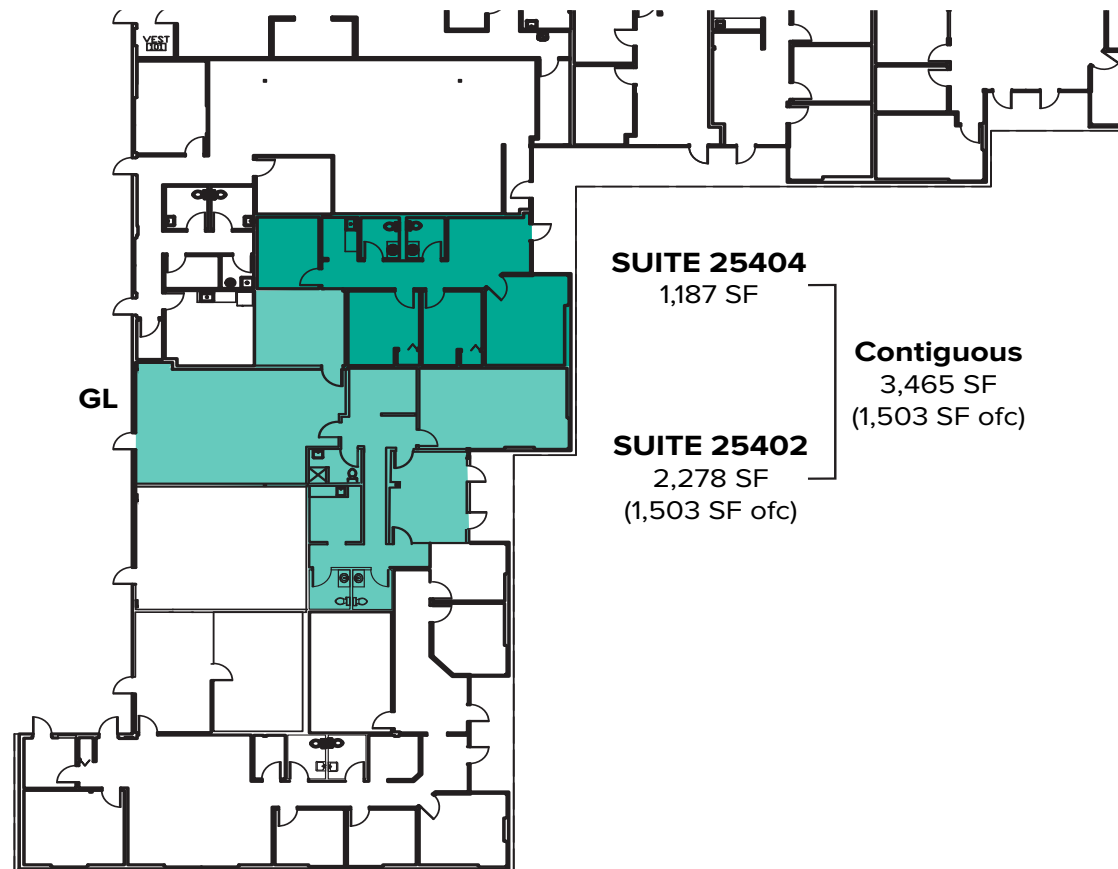 VEST
SUITE 25404
1,187 SF
Contiguous
3,465 SF
(1,503 SF ofc)
GL
SUITE 25402
2,278 SF
(1,503 SF ofc)